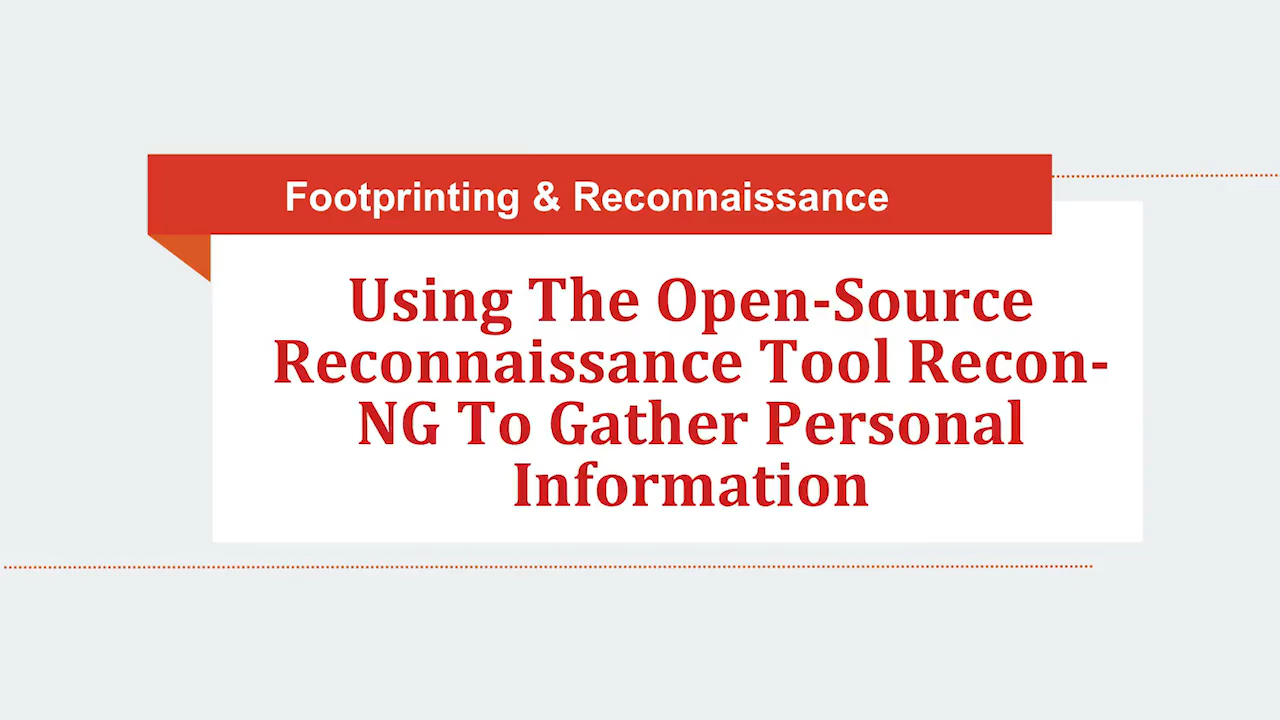 Footprinting & Reconnaissance
Using The Open-Source
Reconnaissance Tool Recon-
NG To Gather Personal
Information